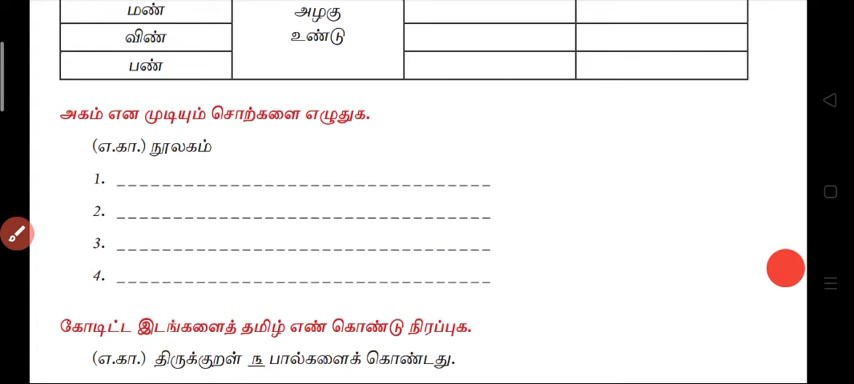 மண்
விண்
பண்
அழகு
உண்டு
அகம் என முடியும் சொற்களை எழுதுக.
(எ.கா.) நூலகம்
1.
2.
3.
4.
கோடிட்ட இடங்களைத் தமிழ் எண் கொண்டு நிரப்புக.
(எ.கா.) திருக்குறள் ௩ பால்களைக் கொண்டது.